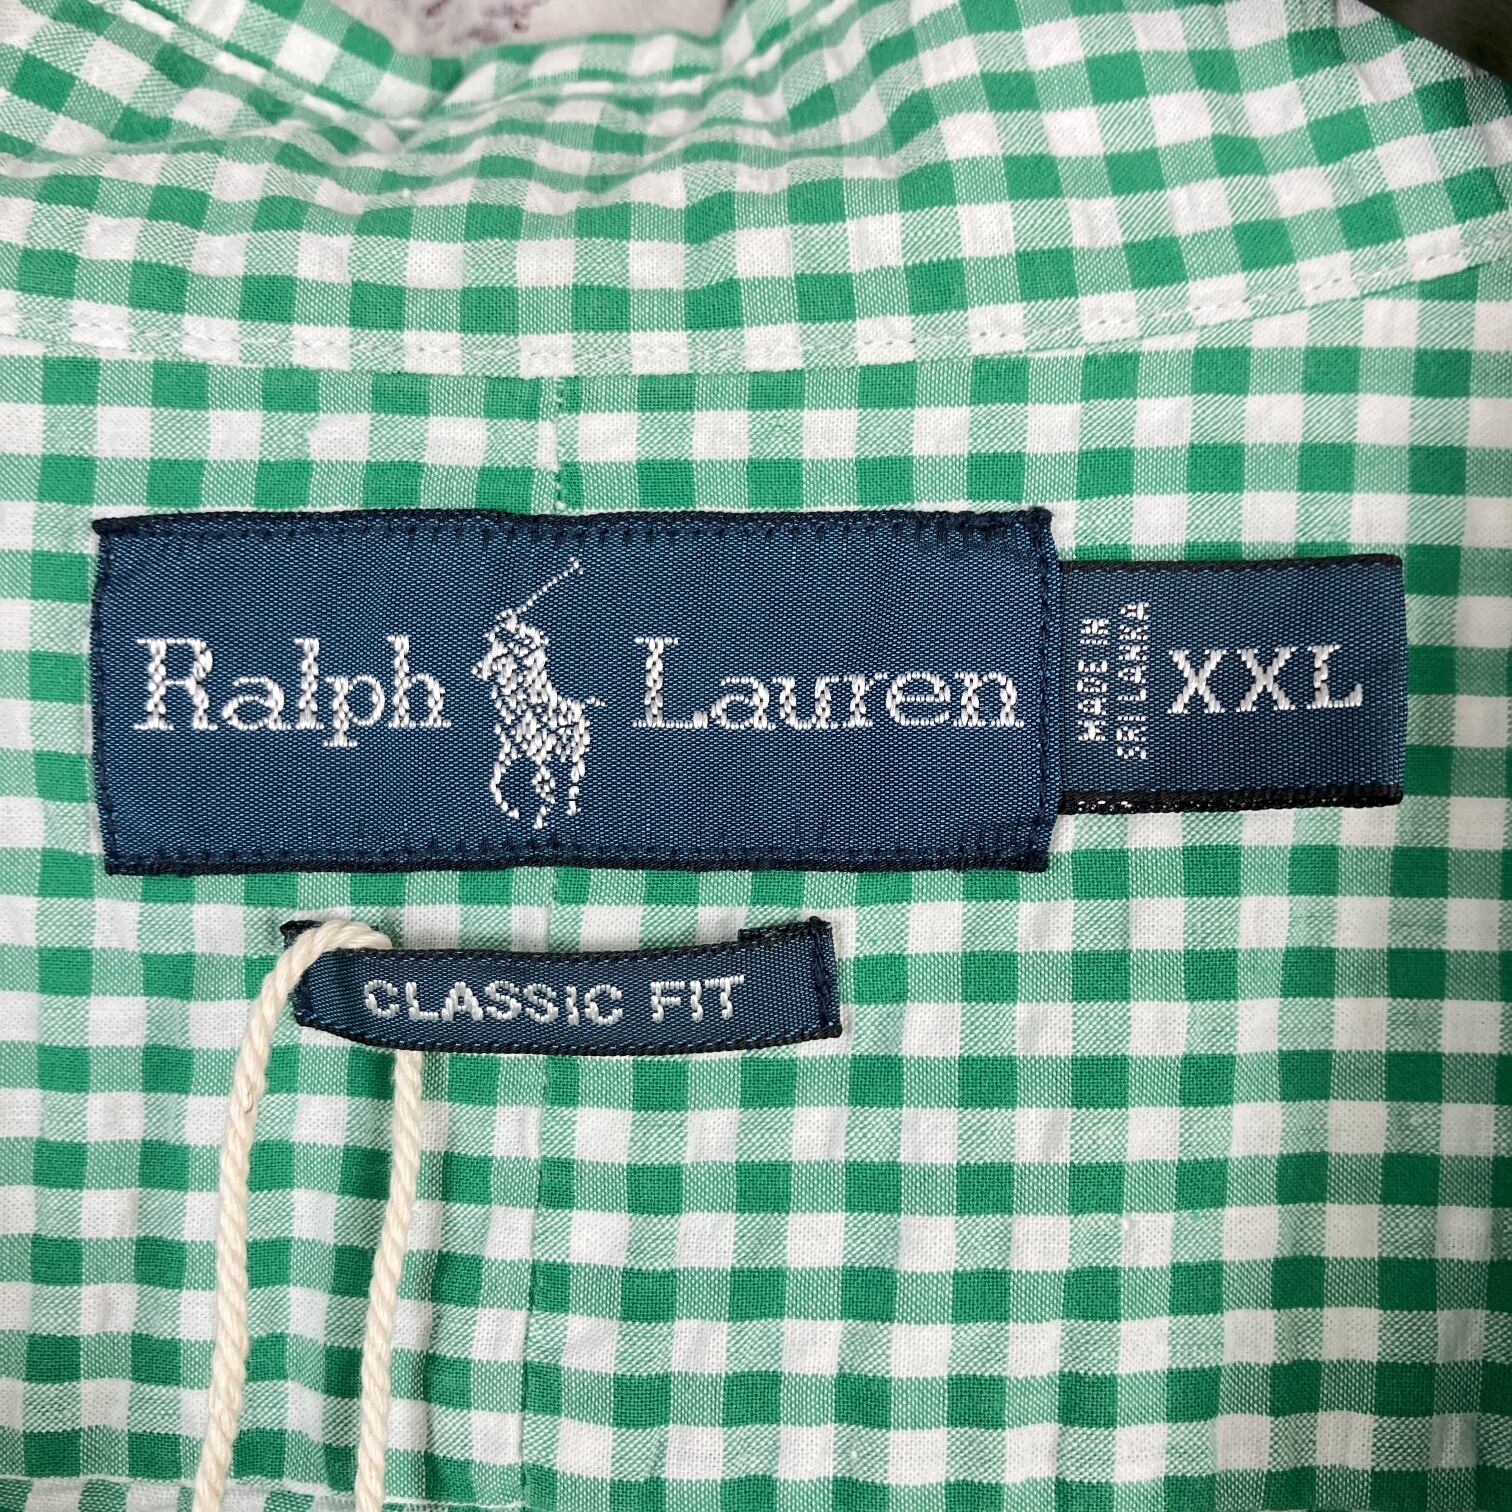 Ralph Lauren
MADE IN
SRI LANKA
XXL
CLASSIC FIT